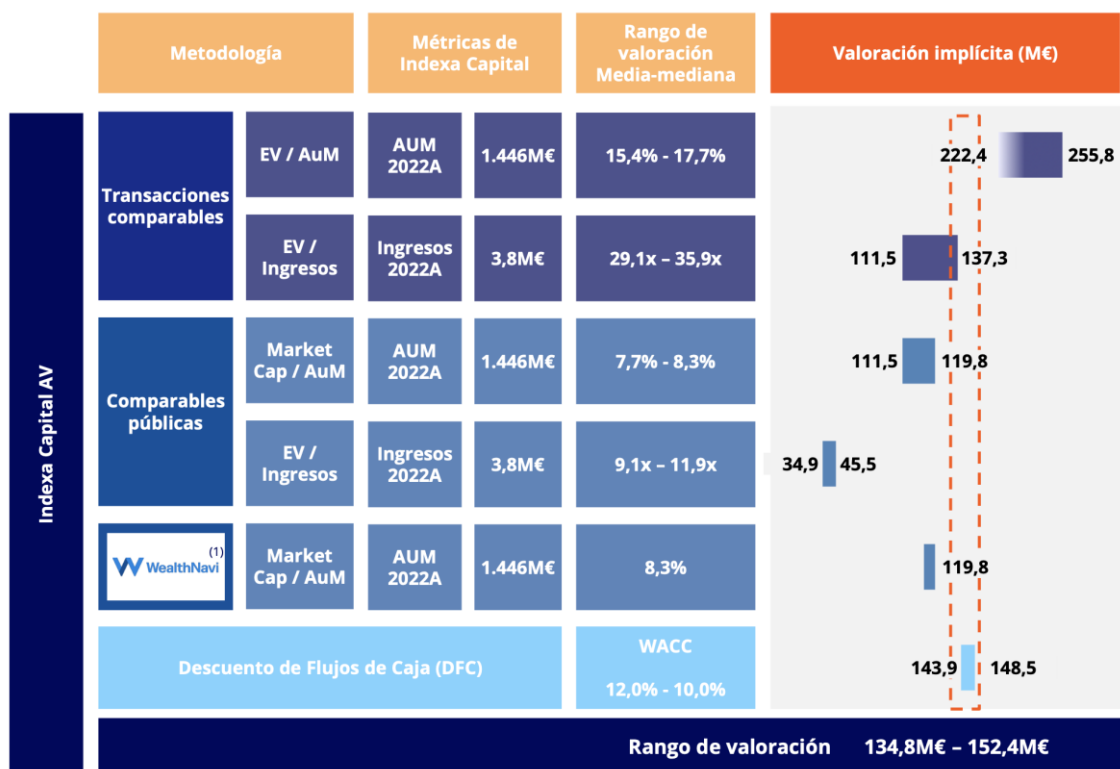 Metodología
Métricas de
Indexa Capital
Rango de
valoración
Media-mediana
Valoración implícita (M€)
Indexa Capital AV
Transacciones
comparables
EV / AuM
AUM
2022A
1.446M€
15,4% - 17,7%
222,4
255,8
EV /
Ingresos
Ingresos
2022A
3,8M€
29,1x – 35,9x
111,5
137,3
Comparables
públicas
Market
Cap / AuM
AUM
2022A
1.446M€
7,7% - 8,3%
111,5
119,8
EV /
Ingresos
Ingresos
2022A
3,8M€
9,1x – 11,9x
34,9
45,5
WealthNavi
(1)
Market
Cap / AuM
AUM
2022A
1.446M€
8,3%
119,8
Descuento de Flujos de Caja (DFC)
WACC
12,0% - 10,0%
143,9
148,5
Rango de valoración 134,8M€ – 152,4M€